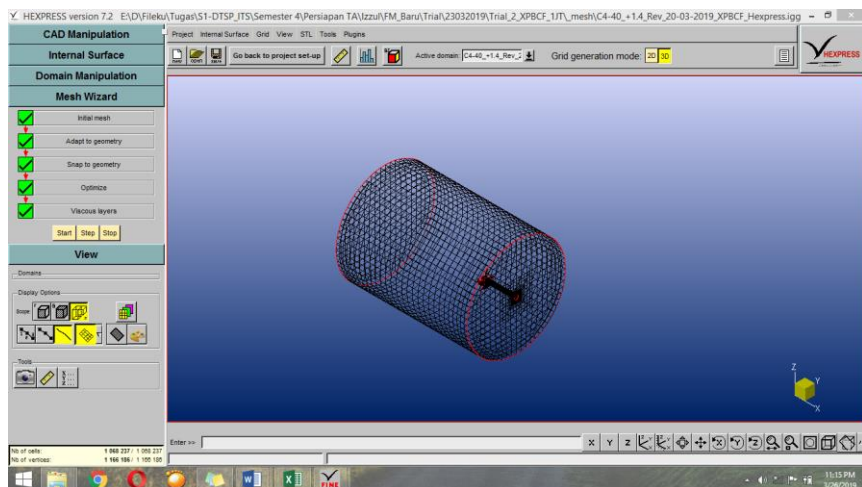 HEXPRESS version 7.2 E:\D\Fileku\Tugas\S1-DTSP_ITS\Semester 4\Persiapan TA\Izzul\FM_Baru\Trial\23032019\Trial_2_XPBCF_1JT\_mesh\C4-40_+1.4_Rev_20-03-2019_XPBCF_Hexpress.igg
CAD Manipulation
Internal Surface
Domain Manipulation
Mesh Wizard
Initial mesh
Adapt to geometry
Snap to geometry
Optimize
Viscous layers
Start Step Stop
View
Domains
Display Options
Scope
Tools
Nb of cells: 1 068 237 / 1 068 237
Nb of vertices: 1 166 186 / 1 166 186
Project Internal Surface Grid View STL Tools Plugins
new open save Go back to project set-up Active domain: C4-40_+1.4_Rev_2 Grid generation mode: 2D 3D
HEXPRESS
Z
Y
X
Enter >>
X Y Z
FINE
11:15 PM